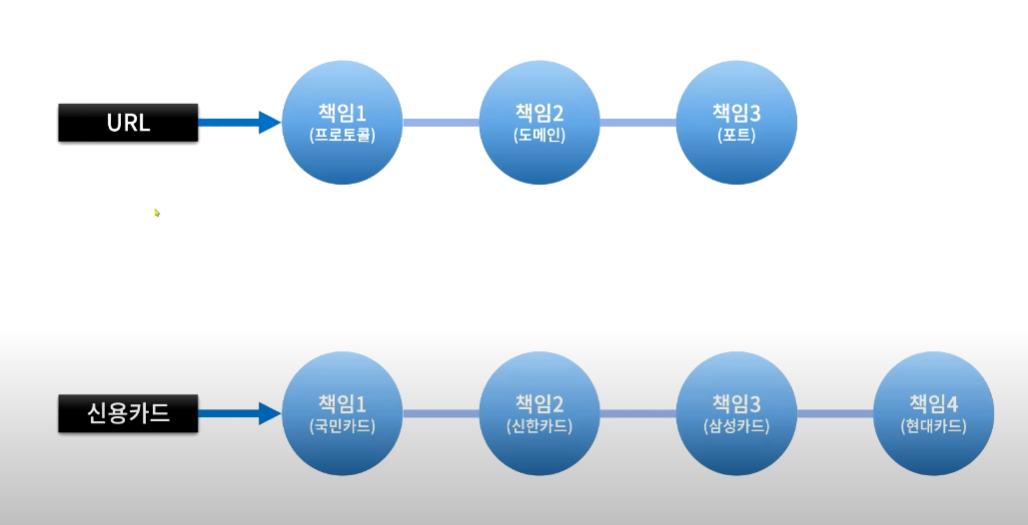 URL
책임1
(프로토콜)
책임2
(도메인)
책임3
(포트)
신용카드
책임1
(국민카드)
책임2
(신한카드)
책임3
(삼성카드)
책임4
(현대카드)